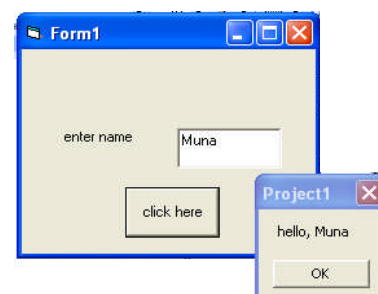 Form1
enter name
Muna
click here
Project1
hello, Muna
OK